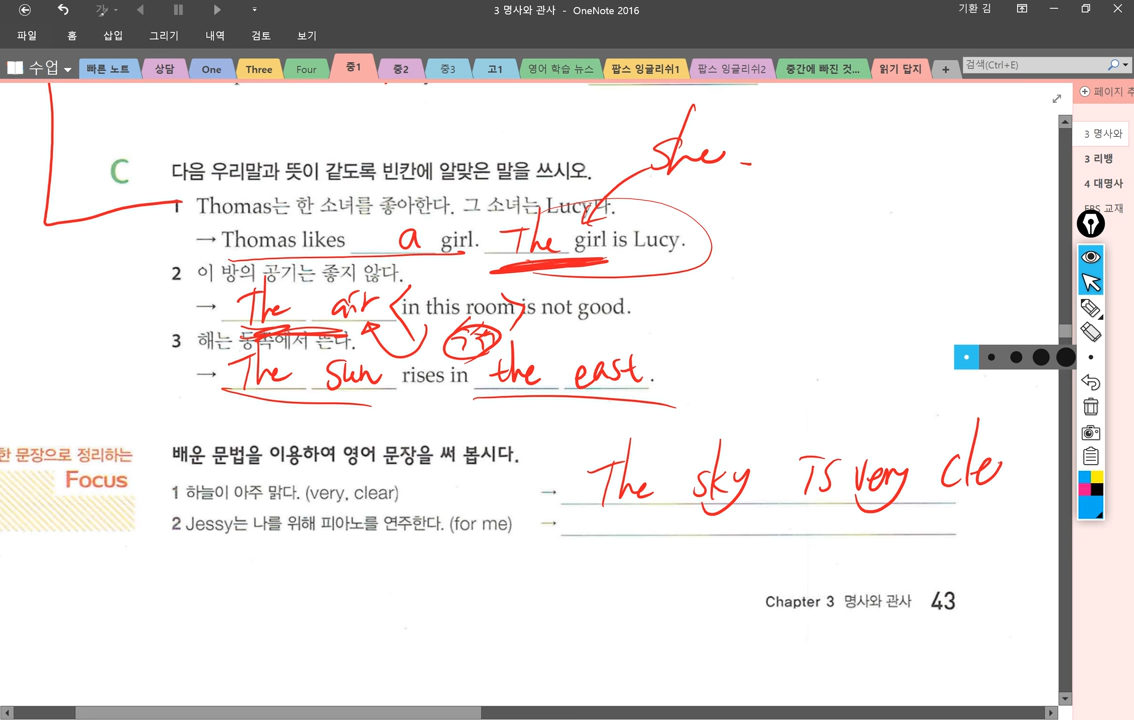 3 명사와 관사 - OneNote 2016
기환 김
파일 홈 삽입 그리기 내역 검토 보기
수업 빠른 노트 상담 One Three Four 중1 중2 중3 고1 영어 학습 뉴스 팝스 잉글리쉬1 팝스 잉글리쉬2 중간에 빠진 것... 읽기 답지 + 검색(Ctrl+E)
페이지 추
3 명사와
3 리뱅
4 대명사
EBS 교재
she
C 다음 우리말과 뜻이 같도록 빈칸에 알맞은 말을 쓰시오.
1 Thomas는 한 소녀를 좋아한다. 그 소녀는 Lucy다.
→ Thomas likes a girl. The girl is Lucy.
2 이 방의 공기는 좋지 않다.
→ The air in this room is not good.
3 해는 동쪽에서 뜬다.
→ The sun rises in the east.
한 문장으로 정리하는
Focus
배운 문법을 이용하여 영어 문장을 써 봅시다.
1 하늘이 아주 맑다. (very, clear) → The sky is very cle
2 Jessy는 나를 위해 피아노를 연주한다. (for me) →
Chapter 3 명사와 관사 43